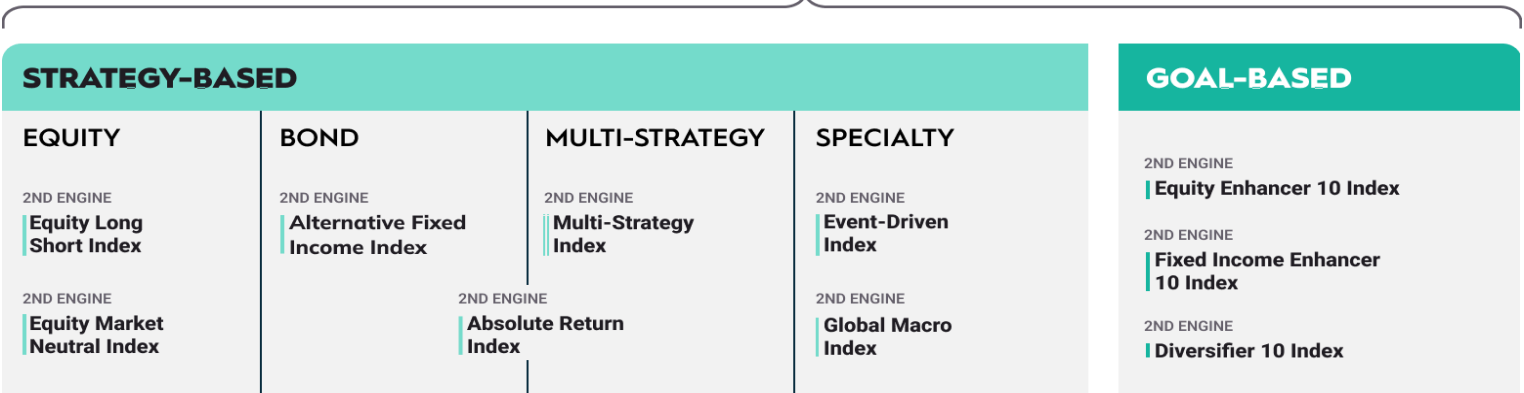 STRATEGY-BASED
EQUITY
2ND ENGINE
Equity Long
Short Index
2ND ENGINE
Equity Market
Neutral Index
BOND
2ND ENGINE
Alternative Fixed
Income Index
2ND ENGINE
Absolute Return
Index
MULTI-STRATEGY
2ND ENGINE
Multi-Strategy
Index
SPECIALTY
2ND ENGINE
Event-Driven
Index
2ND ENGINE
Global Macro
Index
GOAL-BASED
2ND ENGINE
Equity Enhancer 10 Index
2ND ENGINE
Fixed Income Enhancer
10 Index
2ND ENGINE
Diversifier 10 Index